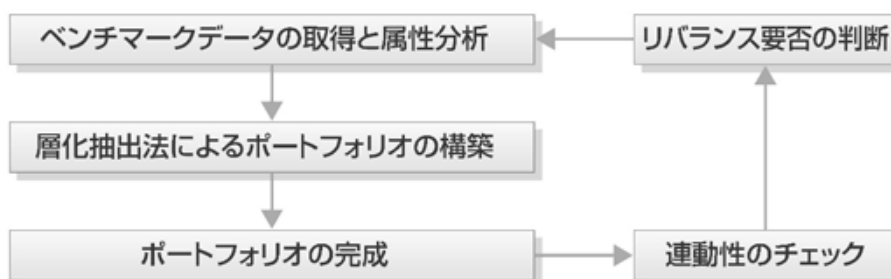 ベンチマークデータの取得と属性分析
リバランス要否の判断
層化抽出法によるポートフォリオの構築
ポートフォリオの完成
連動性のチェック